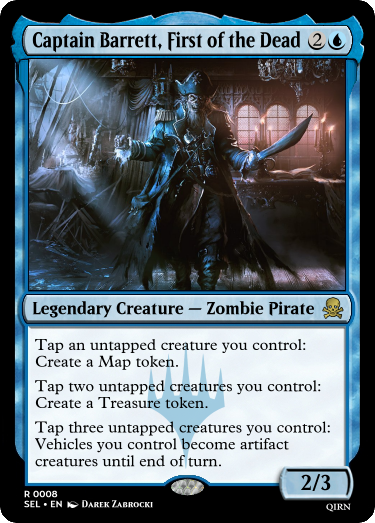 Captain Barrett, First of the Dead 2
Legendary Creature — Zombie Pirate
Tap an untapped creature you control:
Create a Map token.
Tap two untapped creatures you control:
Create a Treasure token.
Tap three untapped creatures you control:
Vehicles you control become artifact
creatures until end of turn.
2/3
R 0008
SEL • EN DAREK ZABROCKI
QIRN